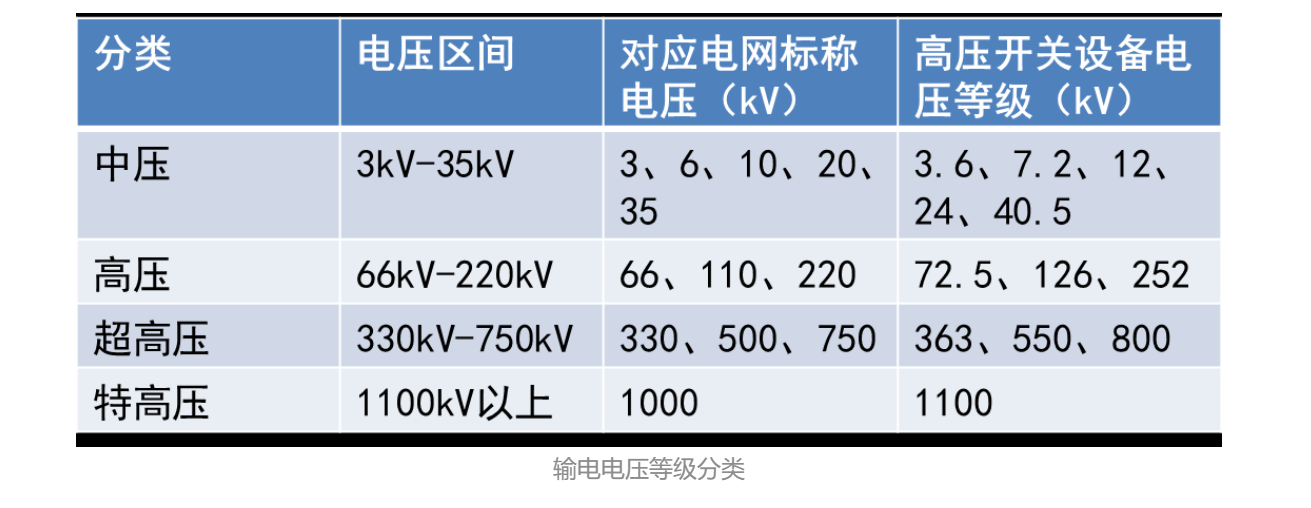 分类 电压区间 对应电网标称 高压开关设备电
电压（kV） 压等级（kV）
中压 3kV-35kV 3、6、10、20、 3.6、7.2、12、
35 24、40.5
高压 66kV-220kV 66、110、220 72.5、126、252
超高压 330kV-750kV 330、500、750 363、550、800
特高压 1100kV以上 1000 1100
输电电压等级分类